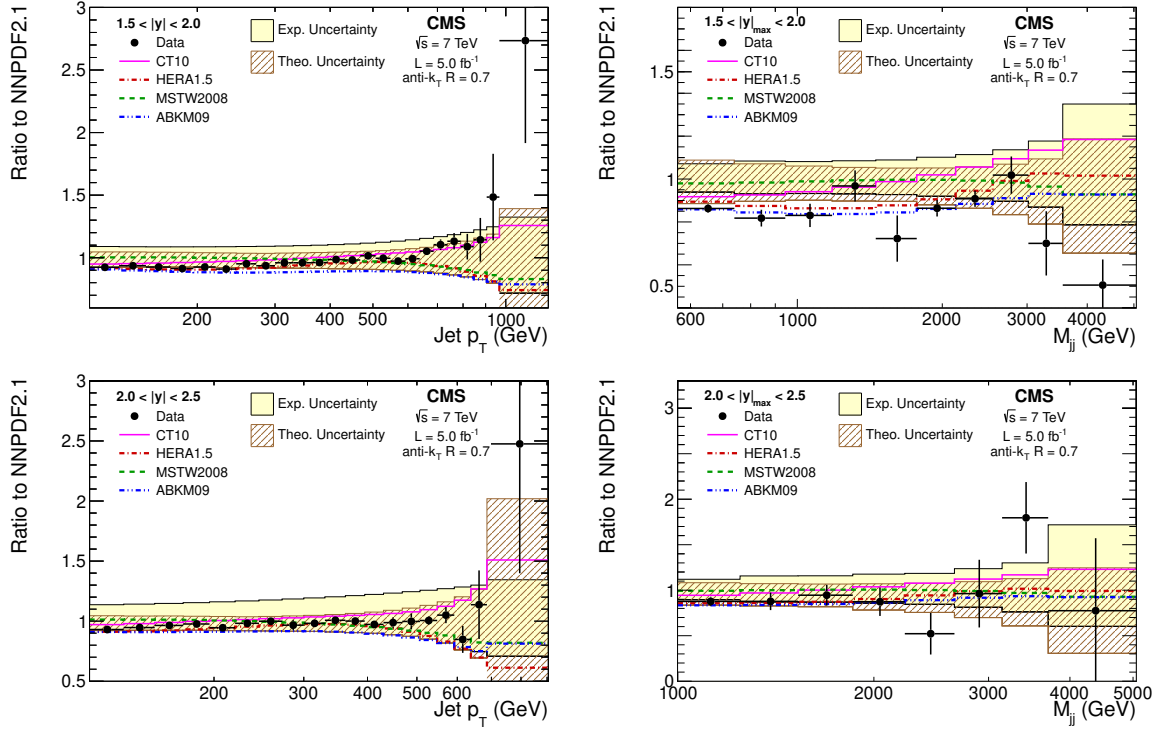 Ratio to NNPDF2.1
1.5 < |y| < 2.0
Data
CT10
HERA1.5
MSTW2008
ABKM09
Exp. Uncertainty
Theo. Uncertainty
CMS
√s = 7 TeV
L = 5.0 fb⁻¹
anti-k_T R = 0.7
3
2.5
2
1.5
1
200 300 400 500 1000
Jet p_T (GeV)
Ratio to NNPDF2.1
1.5 < |y|_max < 2.0
Data
CT10
HERA1.5
MSTW2008
ABKM09
Exp. Uncertainty
Theo. Uncertainty
CMS
√s = 7 TeV
L = 5.0 fb⁻¹
anti-k_T R = 0.7
1.5
1
0.5
600 1000 2000 3000 4000
M_jj (GeV)
Ratio to NNPDF2.1
2.0 < |y| < 2.5
Data
CT10
HERA1.5
MSTW2008
ABKM09
Exp. Uncertainty
Theo. Uncertainty
CMS
√s = 7 TeV
L = 5.0 fb⁻¹
anti-k_T R = 0.7
3
2.5
2
1.5
1
0.5
200 300 400 500 600
Jet p_T (GeV)
Ratio to NNPDF2.1
2.0 < |y|_max < 2.5
Data
CT10
HERA1.5
MSTW2008
ABKM09
Exp. Uncertainty
Theo. Uncertainty
CMS
√s = 7 TeV
L = 5.0 fb⁻¹
anti-k_T R = 0.7
3
2
1
0
1000 2000 3000 4000 5000
M_jj (GeV)